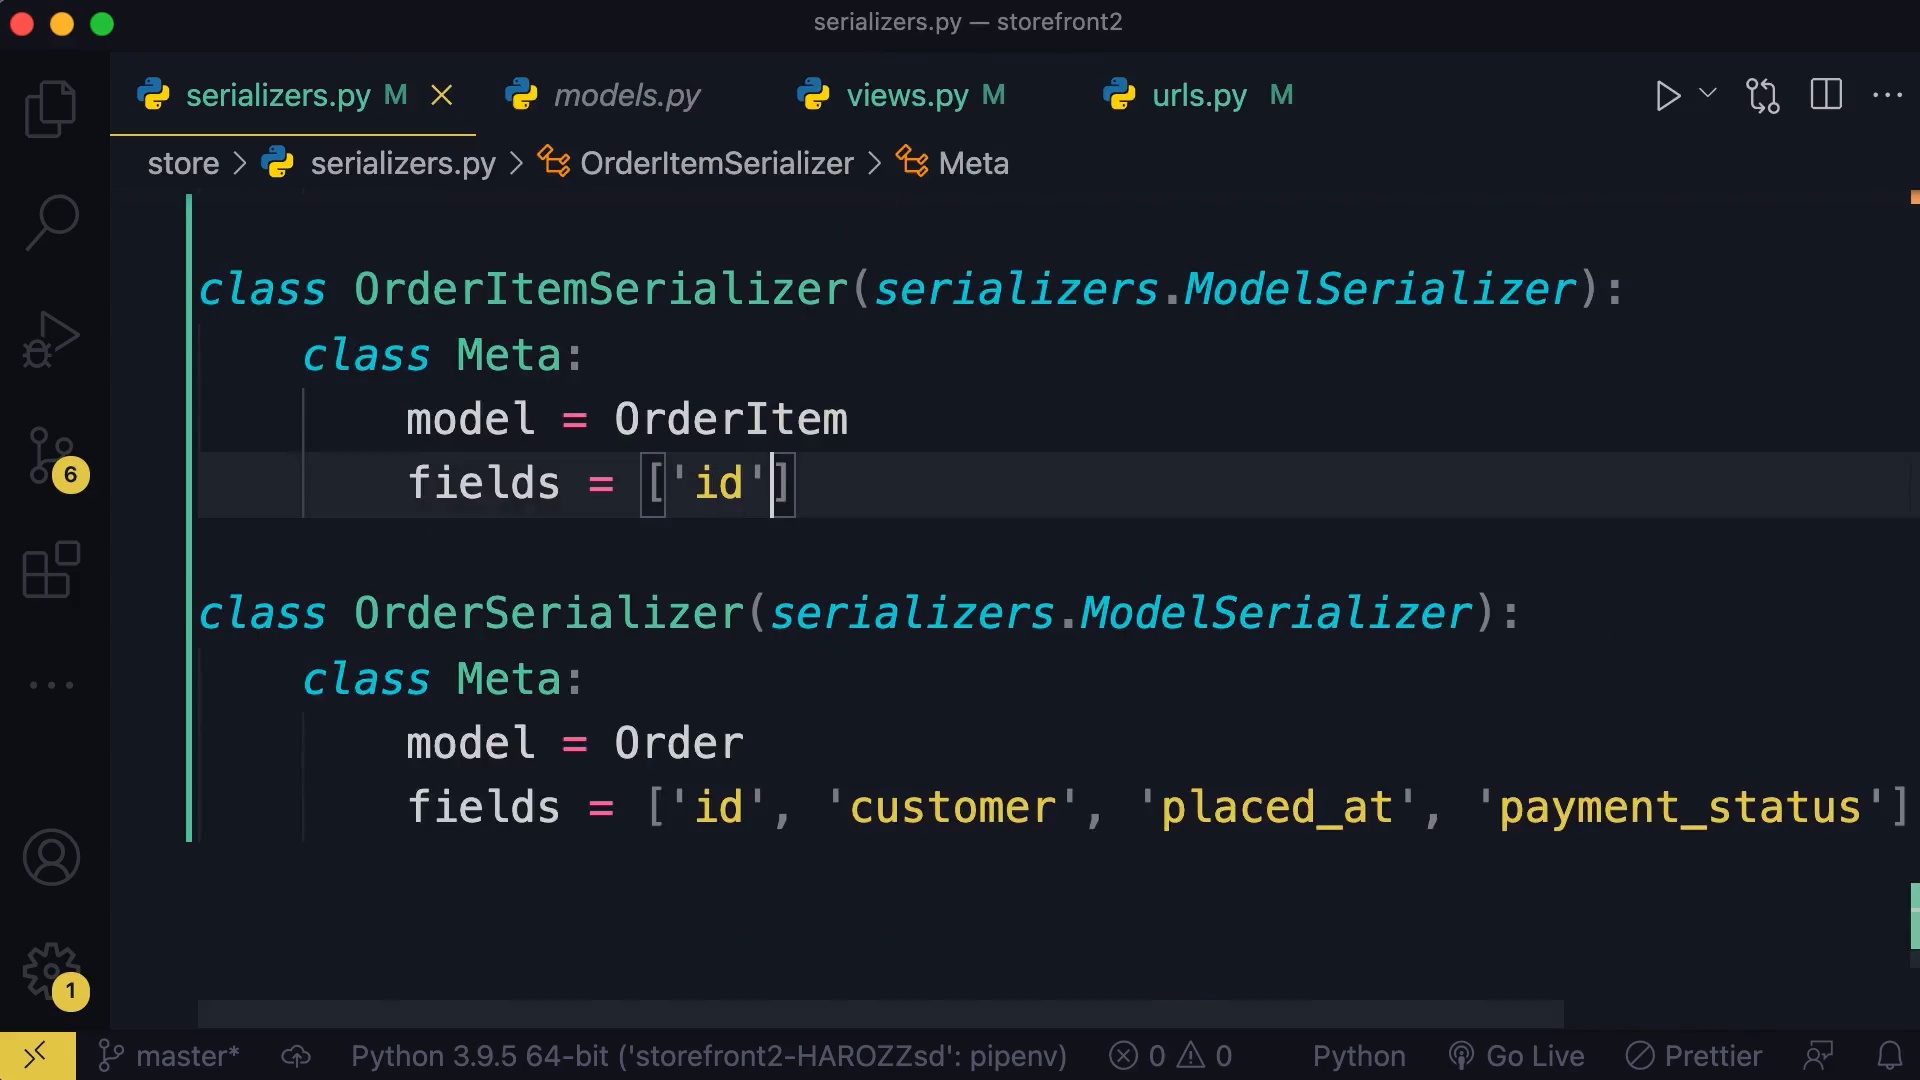 serializers.py — storefront2
serializers.py M models.py views.py M urls.py M
store > serializers.py > OrderItemSerializer > Meta
class OrderItemSerializer(serializers.ModelSerializer):
class Meta:
model = OrderItem
fields = ['id']
class OrderSerializer(serializers.ModelSerializer):
class Meta:
model = Order
fields = ['id', 'customer', 'placed_at', 'payment_status']
6
1
master* Python 3.9.5 64-bit ('storefront2-HAROZZsd': pipenv) 0 0 Python Go Live Prettier